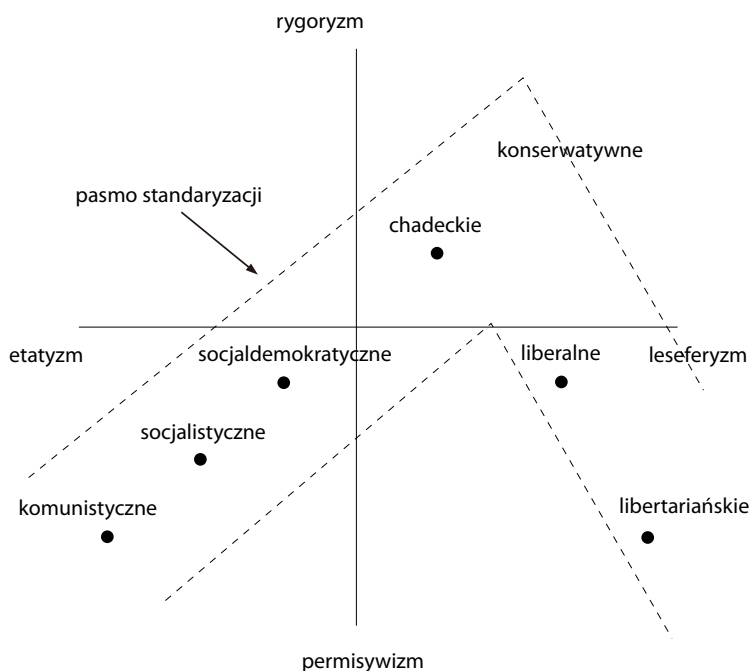 rygoryzm
konserwatywne
pasmo standaryzacji
chadeckie
etatyzm
socjaldemokratyczne
liberalne
leseferyzm
socjalistyczne
komunistyczne
libertariańskie
permisywizm